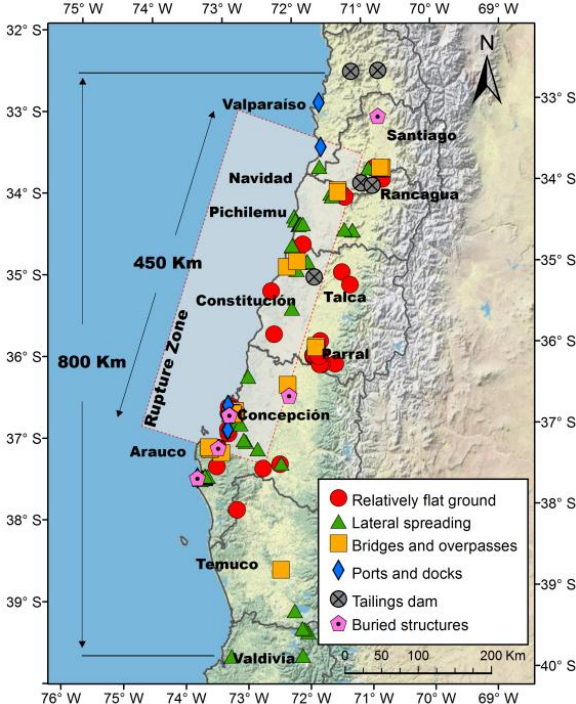 76° W 75° W 74° W 73° W 72° W 71° W 70° W 69° W
32° S
N
33° S
33° S
Valparaíso
Santiago
34° S
34° S
Navidad
Rancagua
Pichilemu
450 Km
35° S
35° S
Constitución
Talca
36° S
36° S
800 Km
Parral
Rupture Zone
37° S
37° S
Concepción
Arauco
38° S
38° S
Relatively flat ground
Lateral spreading
Bridges and overpasses
Ports and docks
Tailings dam
Buried structures
0 50 100 200 Km
Temuco
39° S
39° S
Valdivia
40° S
76° W 75° W 74° W 73° W 72° W 71° W 70° W 69° W